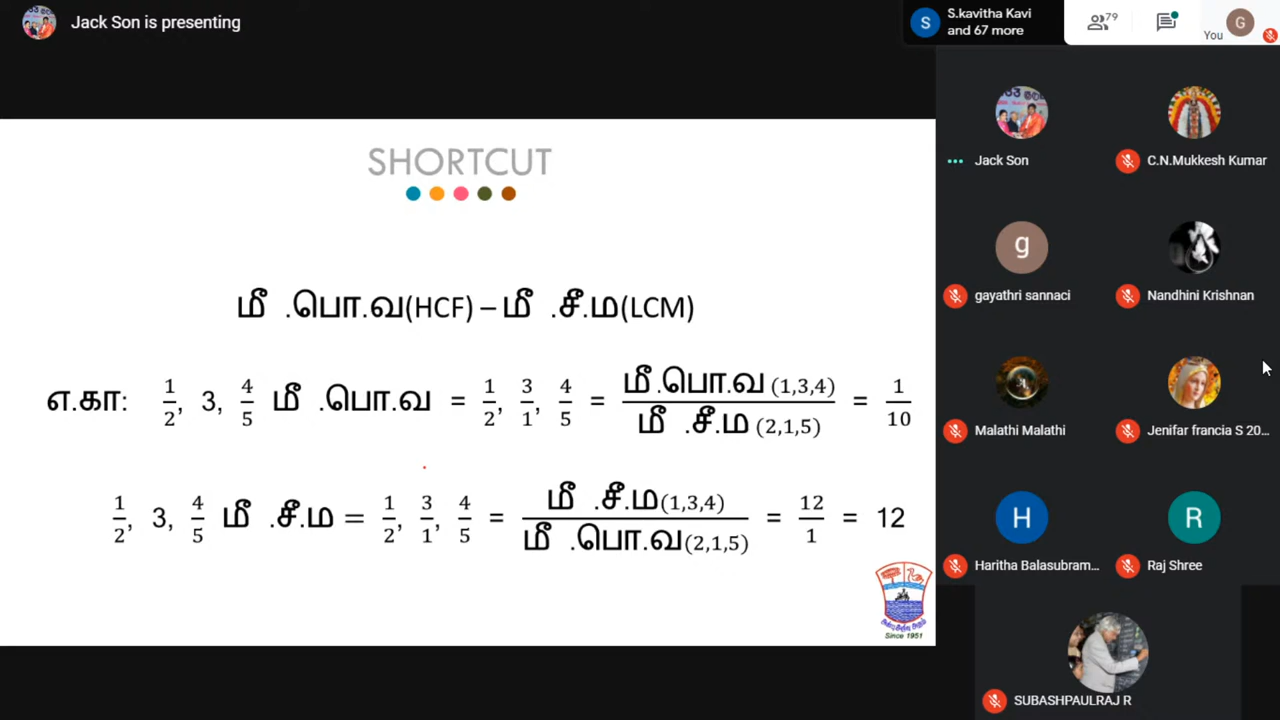 Jack Son is presenting
S.kavitha Kavi
and 67 more
79
You
G
S
SHORTCUT
மீ .பொ.வ(HCF) – மீ .சீ.ம(LCM)
எ.கா: 1/2, 3, 4/5 மீ .பொ.வ = 1/2, 3/1, 4/5 = மீ.பொ.வ (1,3,4) / மீ .சீ.ம (2,1,5) = 1/10
1/2, 3, 4/5 மீ .சீ.ம = 1/2, 3/1, 4/5 = மீ .சீ.ம(1,3,4) / மீ .பொ.வ(2,1,5) = 12/1 = 12
Since 1951
Jack Son
C.N.Mukkesh Kumar
g
gayathri sannaci
Nandhini Krishnan
Malathi Malathi
Jenifar francia S 20...
H
Haritha Balasubram...
R
Raj Shree
SUBASHPAULRAJ R